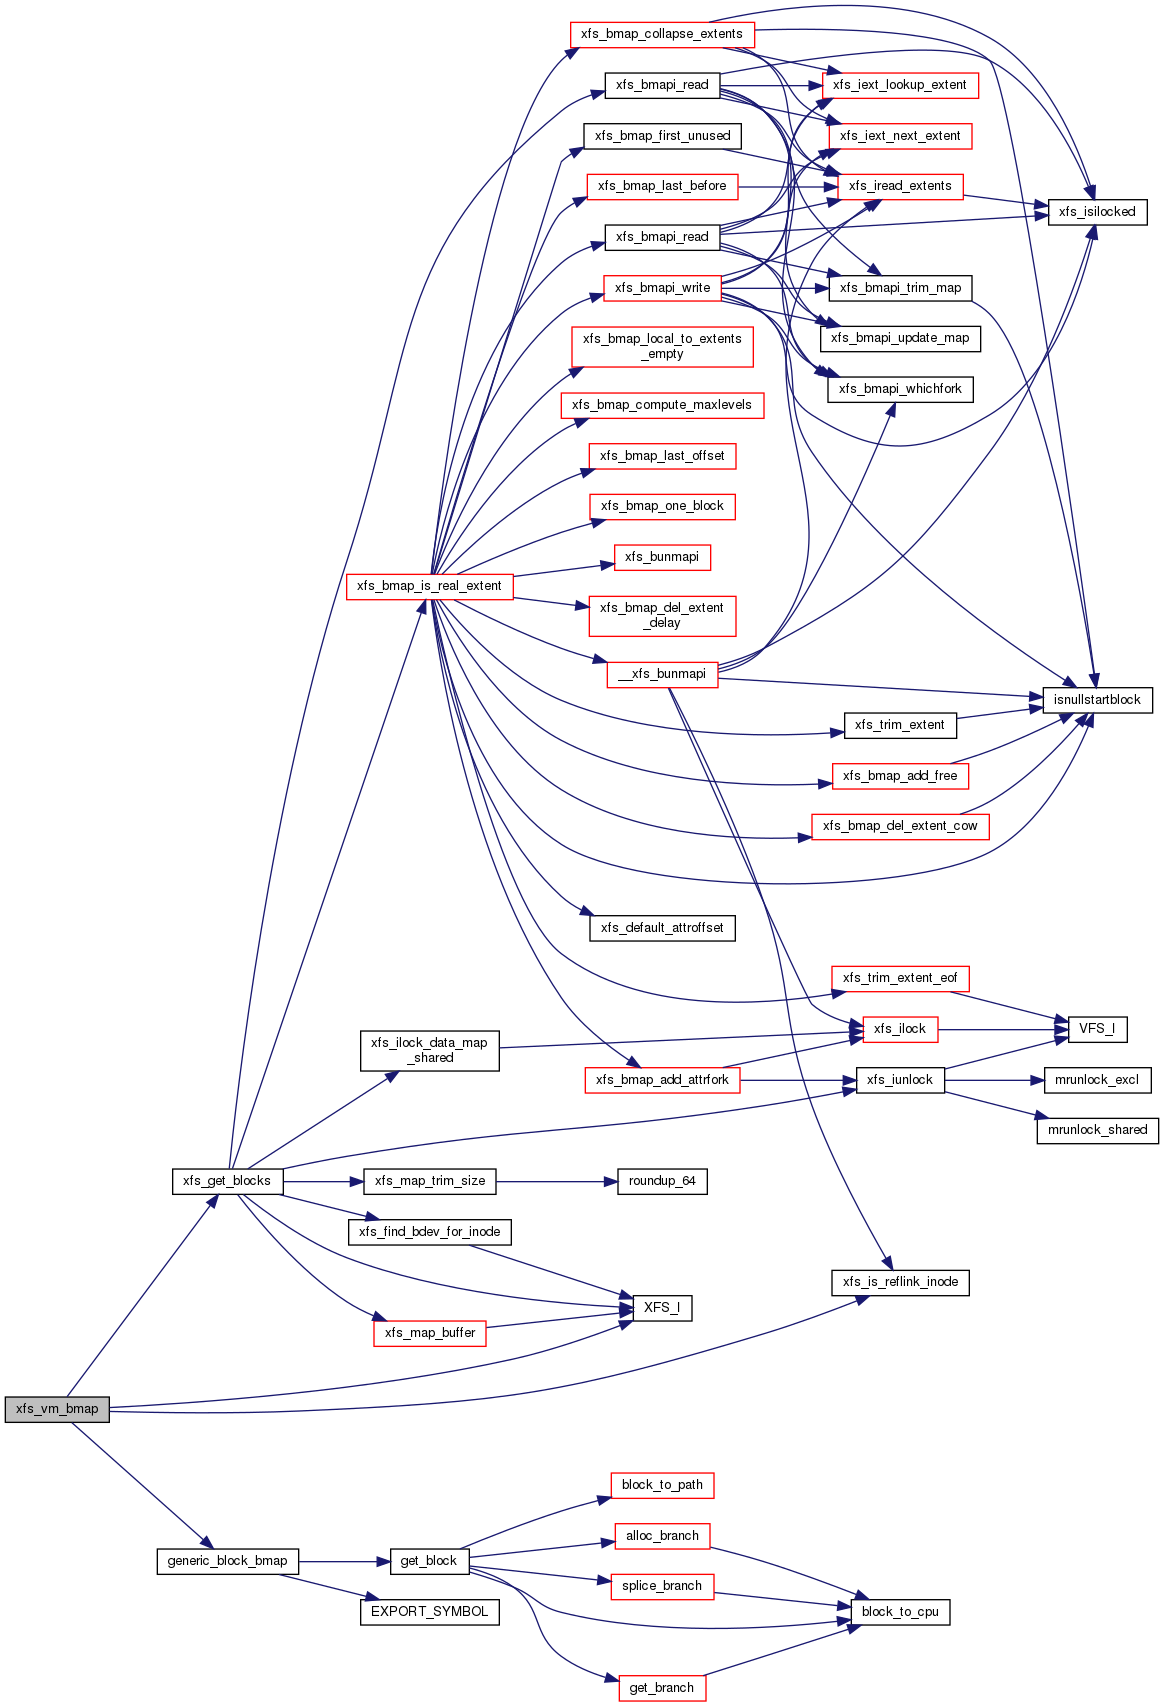 xfs_bmap_collapse_extents
xfs_bmapi_read
xfs_iext_lookup_extent
xfs_bmap_first_unused
xfs_iext_next_extent
xfs_bmap_last_before
xfs_iread_extents
xfs_isilocked
xfs_bmapi_read
xfs_bmapi_write
xfs_bmapi_trim_map
xfs_bmap_local_to_extents
_empty
xfs_bmapi_update_map
xfs_bmapi_whichfork
xfs_bmap_compute_maxlevels
xfs_bmap_last_offset
xfs_bmap_one_block
xfs_bunmapi
xfs_bmap_is_real_extent
xfs_bmap_del_extent
_delay
__xfs_bunmapi
isnullstartblock
xfs_trim_extent
xfs_bmap_add_free
xfs_bmap_del_extent_cow
xfs_default_attroffset
xfs_trim_extent_eof
xfs_ilock
VFS_I
xfs_ilock_data_map
_shared
xfs_bmap_add_attrfork
xfs_iunlock
mrunlock_excl
mrunlock_shared
xfs_get_blocks
xfs_map_trim_size
roundup_64
xfs_find_bdev_for_inode
xfs_is_reflink_inode
XFS_I
xfs_map_buffer
xfs_vm_bmap
block_to_path
alloc_branch
generic_block_bmap
get_block
splice_branch
EXPORT_SYMBOL
block_to_cpu
get_branch